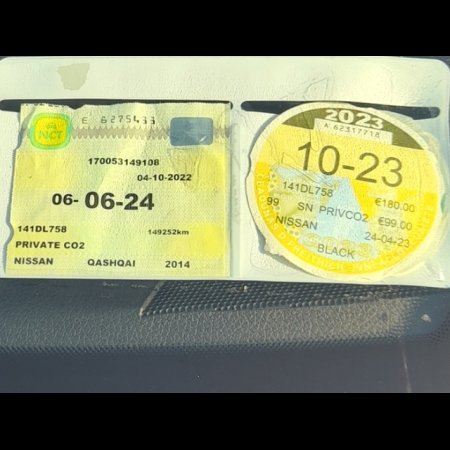 NCT
E 6275433
170053149108
04-10-2022
06- 06-24
141DL758
149252km
PRIVATE CO2
NISSAN QASHQAI 2014
2023
A 62317718
10-23
141DL758 €180.00
99 SN PRIVCO2 €99.00
NISSAN 24-04-23
BLACK